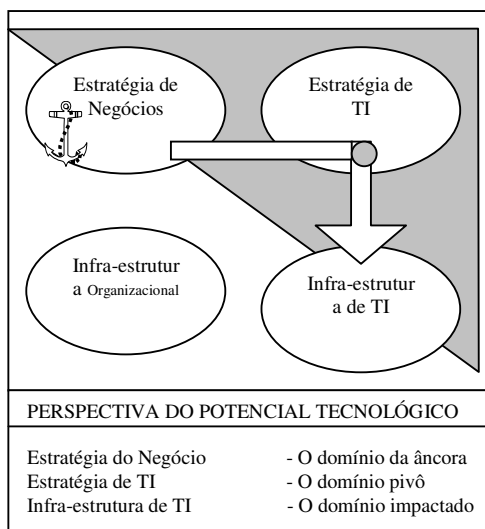 Estratégia de
Negócios
Estratégia de
TI
Infra-estrutur
a Organizacional
Infra-estrutur
a de TI
PERSPECTIVA DO POTENCIAL TECNOLÓGICO
Estratégia do Negócio - O domínio da âncora
Estratégia de TI - O domínio pivô
Infra-estrutura de TI - O domínio impactado